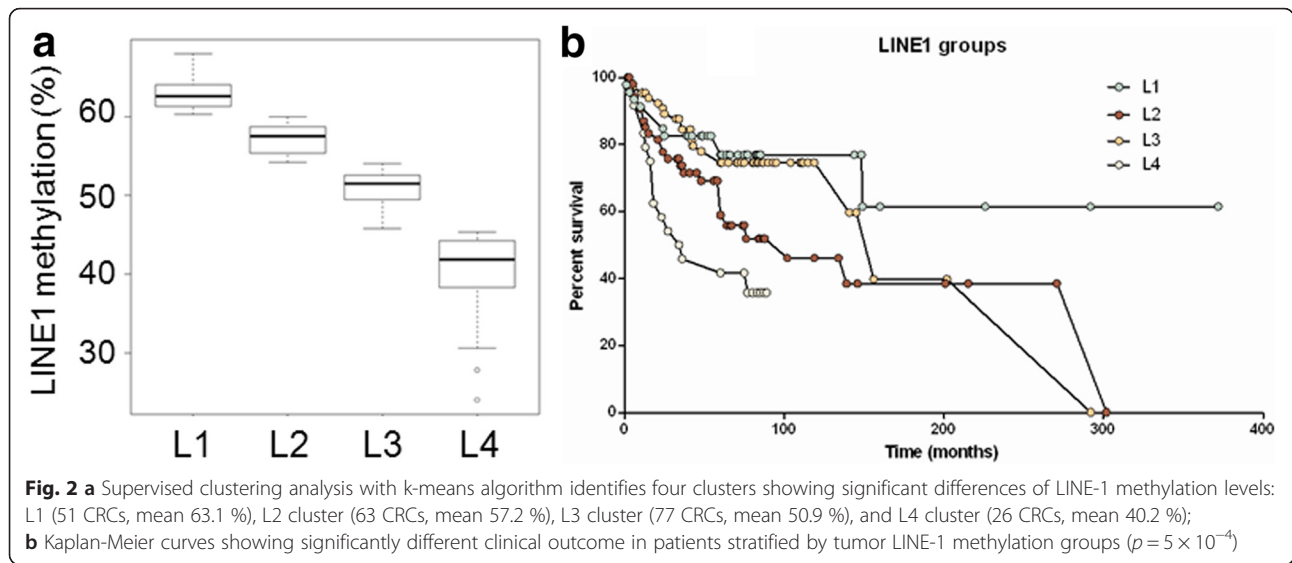 a
LINE1 methylation (%)
60
50
40
30
L1 L2 L3 L4
b
LINE1 groups
Percent survival
100
80
60
40
20
0
0 100 200 300 400
Time (months)
L1
L2
L3
L4
Fig. 2 a Supervised clustering analysis with k-means algorithm identifies four clusters showing significant differences of LINE-1 methylation levels:
L1 (51 CRCs, mean 63.1 %), L2 cluster (63 CRCs, mean 57.2 %), L3 cluster (77 CRCs, mean 50.9 %), and L4 cluster (26 CRCs, mean 40.2 %);
b Kaplan-Meier curves showing significantly different clinical outcome in patients stratified by tumor LINE-1 methylation groups (p = 5 × 10⁻⁴)